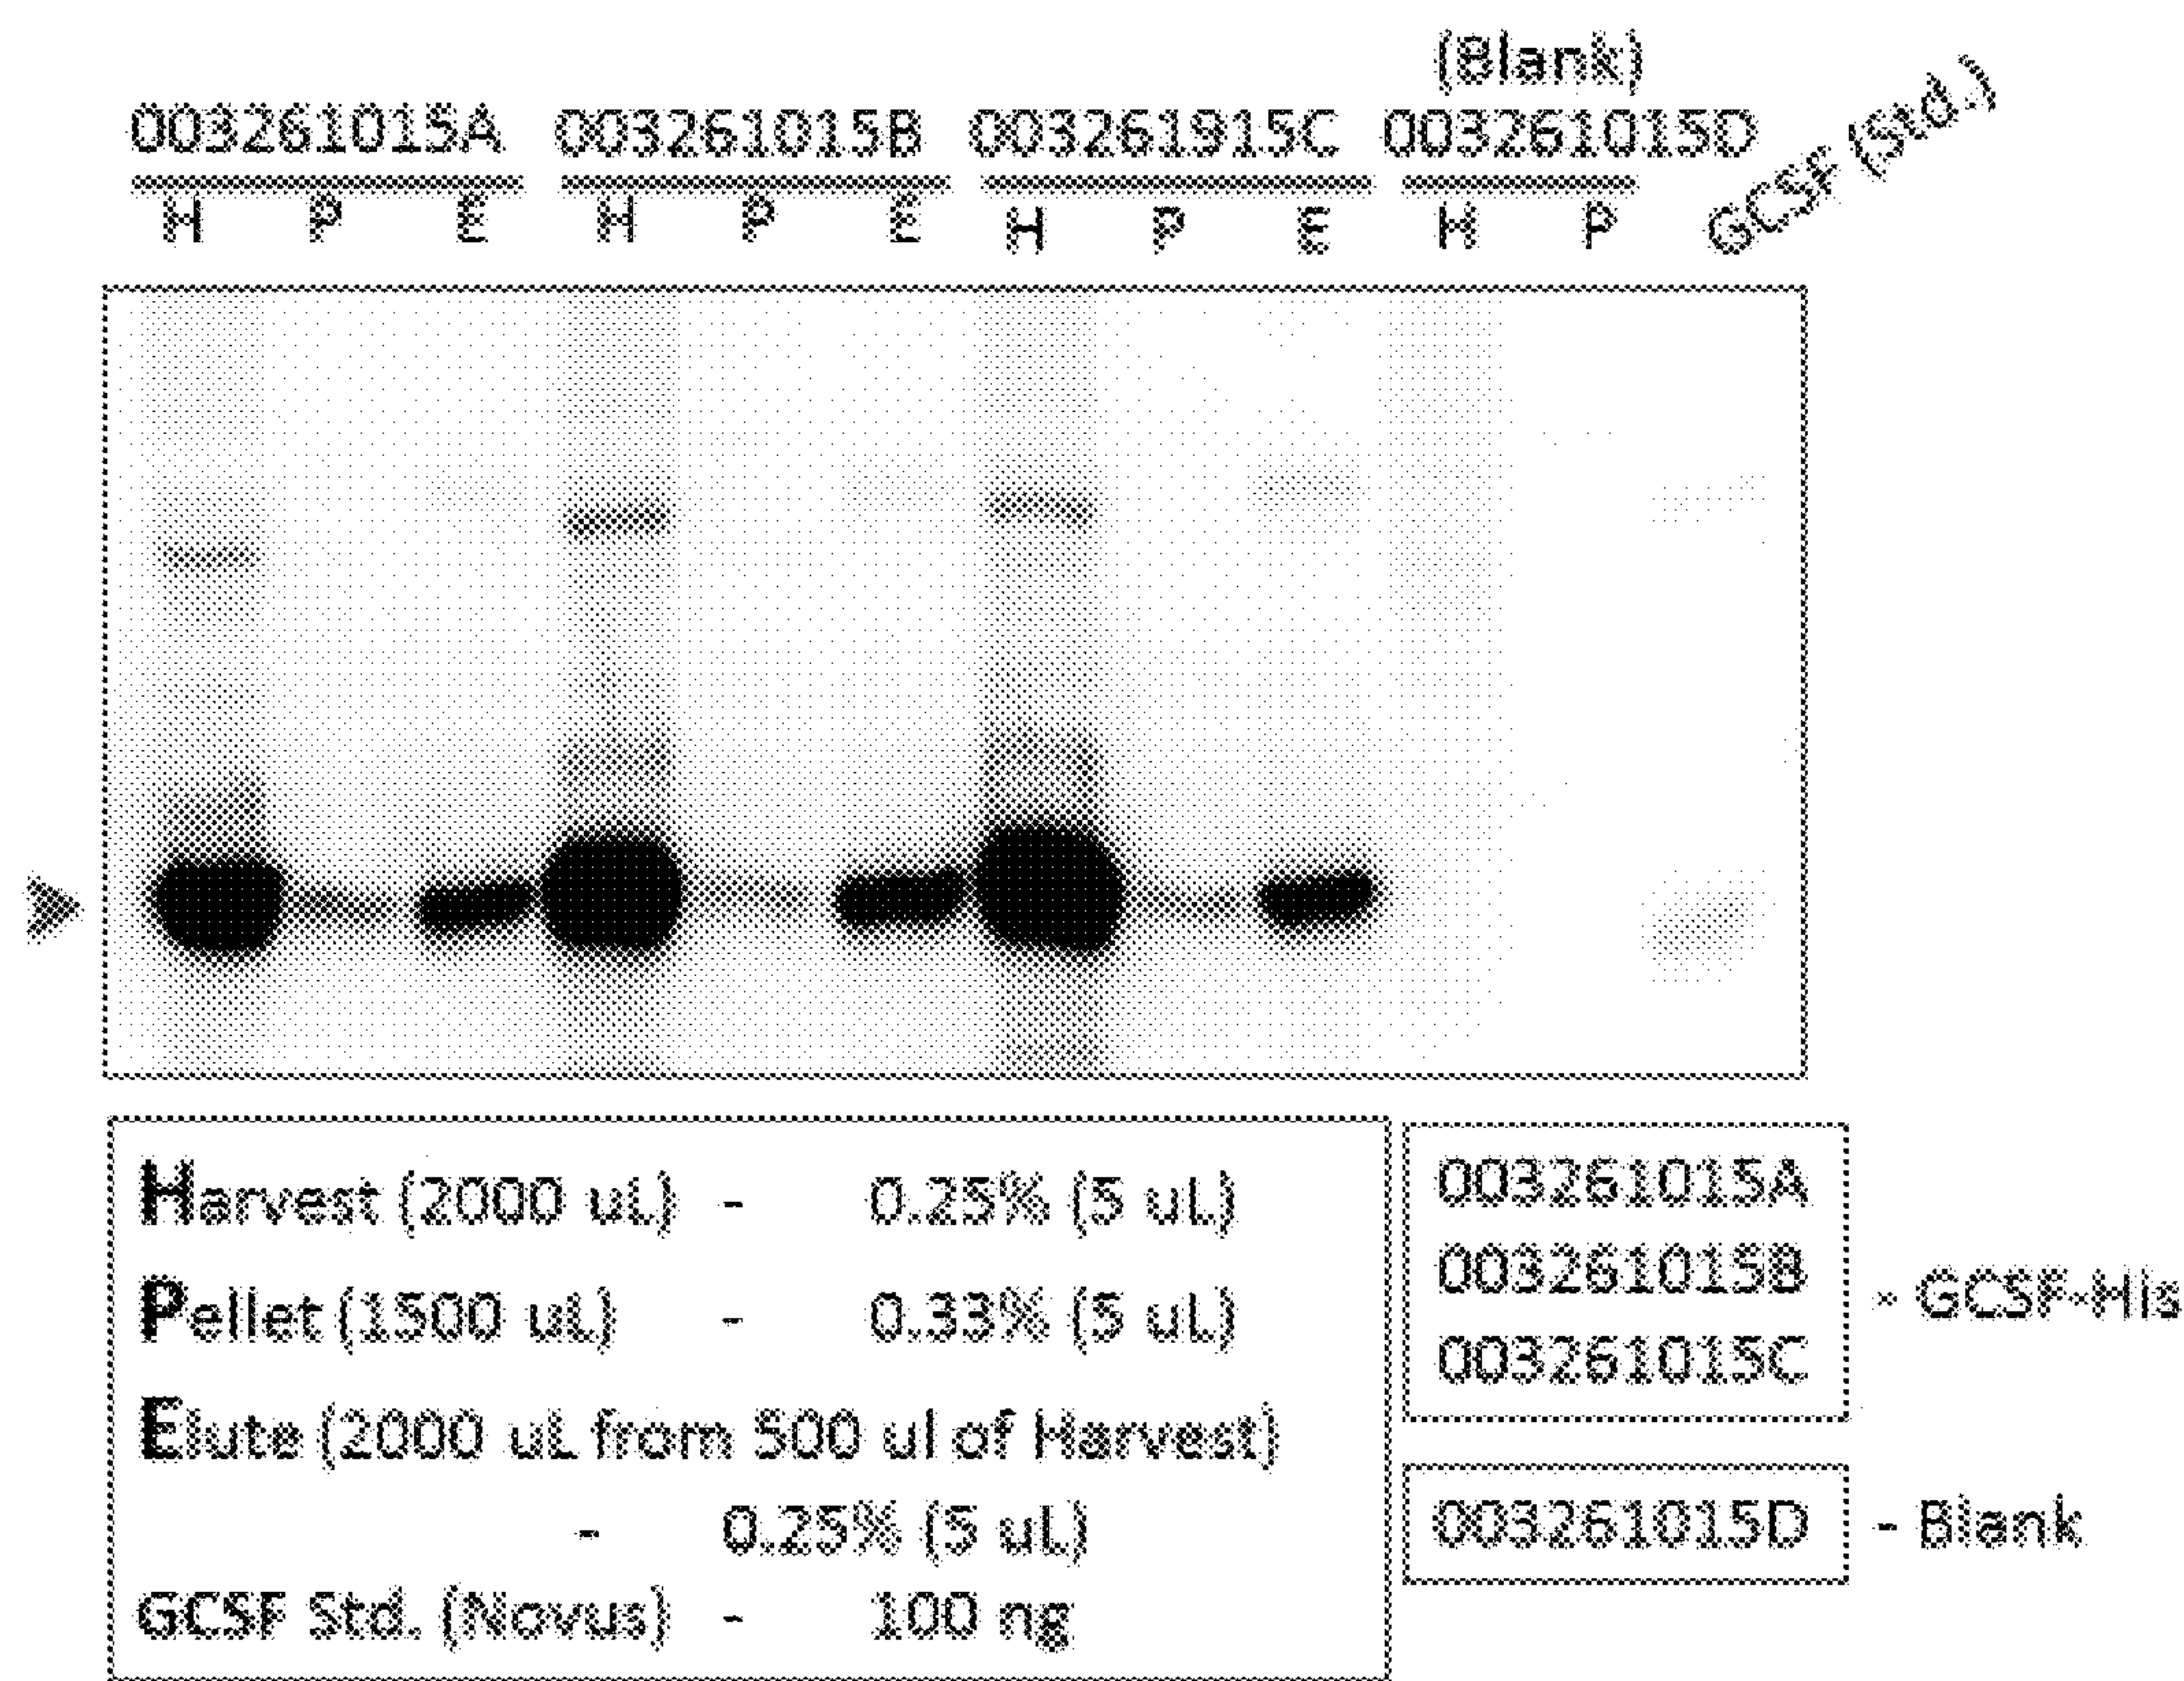 (Blank)
003261015A 003261015B 003261915C 003261015D GCSF (Std.)
H P E H P E H P E H P
Harvest (2000 uL) - 0.25% (5 uL)
Pellet (1500 uL) - 0.33% (5 uL)
Elute (2000 uL from 500 ul of Harvest)
- 0.25% (5 uL)
GCSF Std. (Novus) - 100 ng
003261015A
003261015B
003261015C
- GCSF-His
003261015D
- Blank